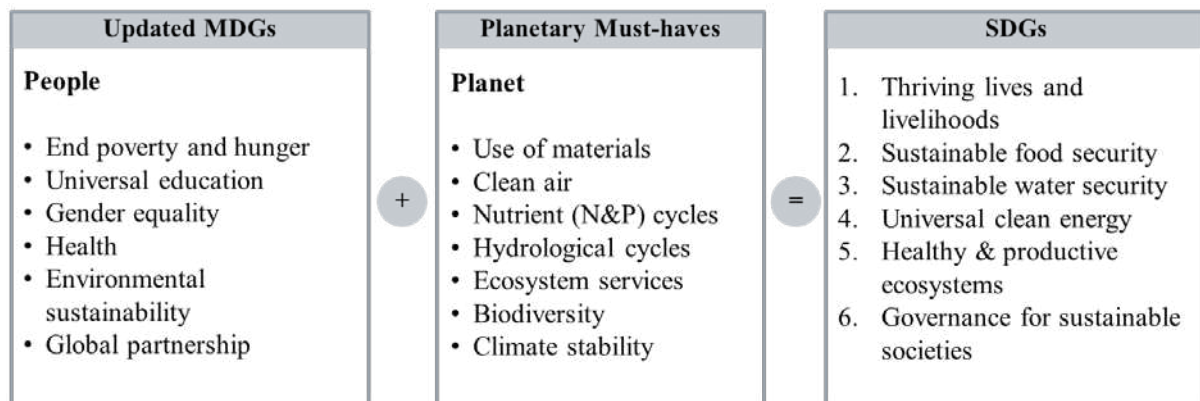 Updated MDGs
People
• End poverty and hunger
• Universal education
• Gender equality
• Health
• Environmental
sustainability
• Global partnership
+
Planetary Must-haves
Planet
• Use of materials
• Clean air
• Nutrient (N&P) cycles
• Hydrological cycles
• Ecosystem services
• Biodiversity
• Climate stability
=
SDGs
1. Thriving lives and
livelihoods
2. Sustainable food security
3. Sustainable water security
4. Universal clean energy
5. Healthy & productive
ecosystems
6. Governance for sustainable
societies